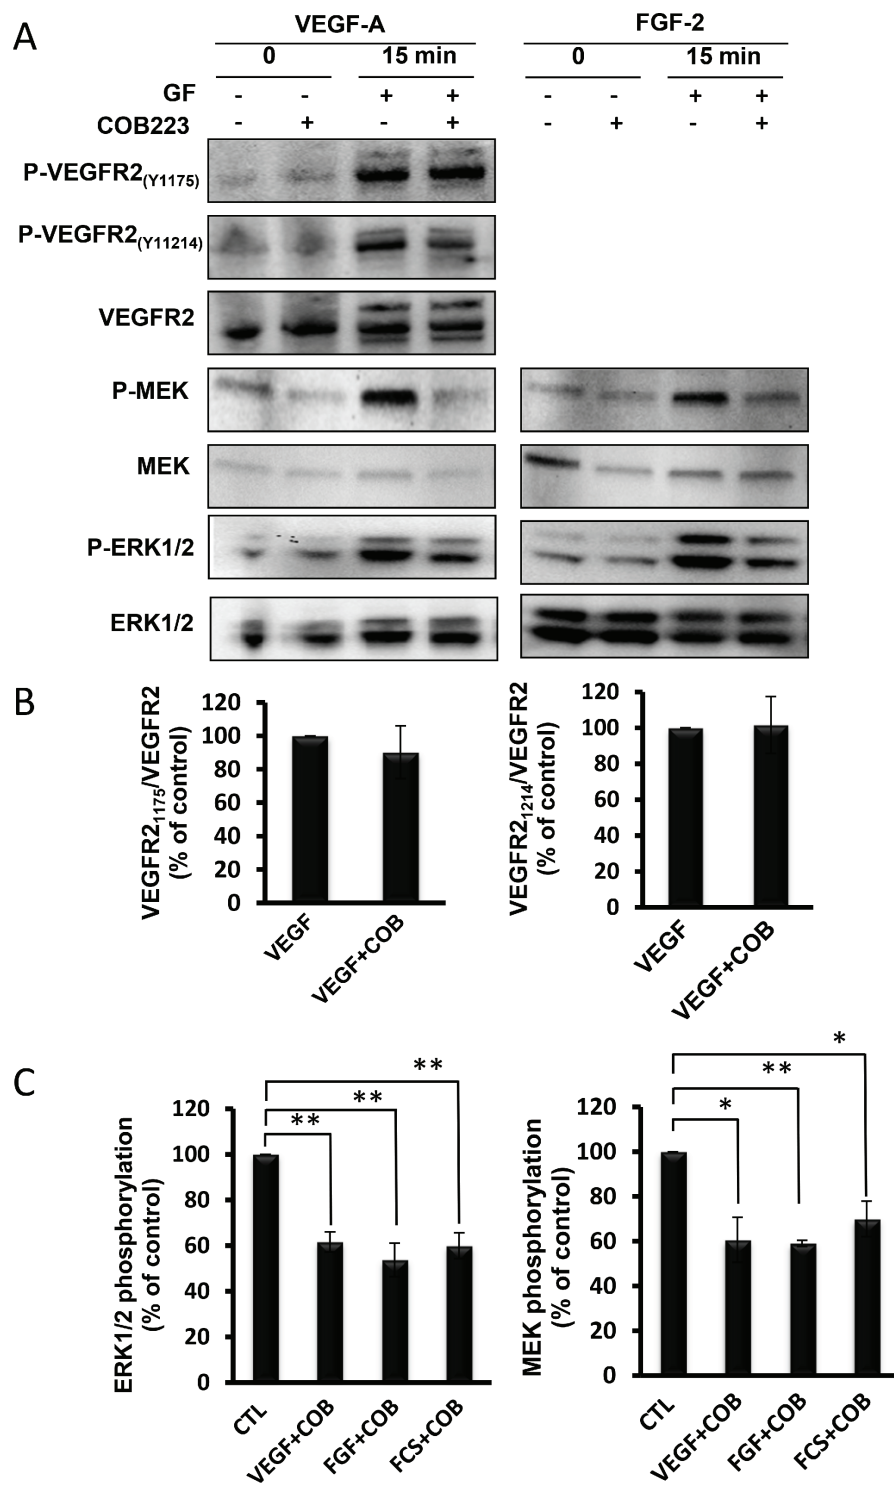 A
VEGF-A FGF-2
0 15 min 0 15 min
GF - - + + - - + +
COB223 - + - + - + - +
P-VEGFR2(Y1175)
P-VEGFR2(Y11214)
VEGFR2
P-MEK
MEK
P-ERK1/2
ERK1/2
B
VEGFR21175/VEGFR2
(% of control)
120
100
80
60
40
20
0
VEGF
VEGF+COB
VEGFR21214/VEGFR2
(% of control)
120
100
80
60
40
20
0
VEGF
VEGF+COB
C
ERK1/2 phosphorylation
(% of control)
120
100
80
60
40
20
0
**
**
**
CTL
VEGF+COB
FGF+COB
FCS+COB
MEK phosphorylation
(% of control)
120
100
80
60
40
20
0
*
**
*
CTL
VEGF+COB
FGF+COB
FCS+COB